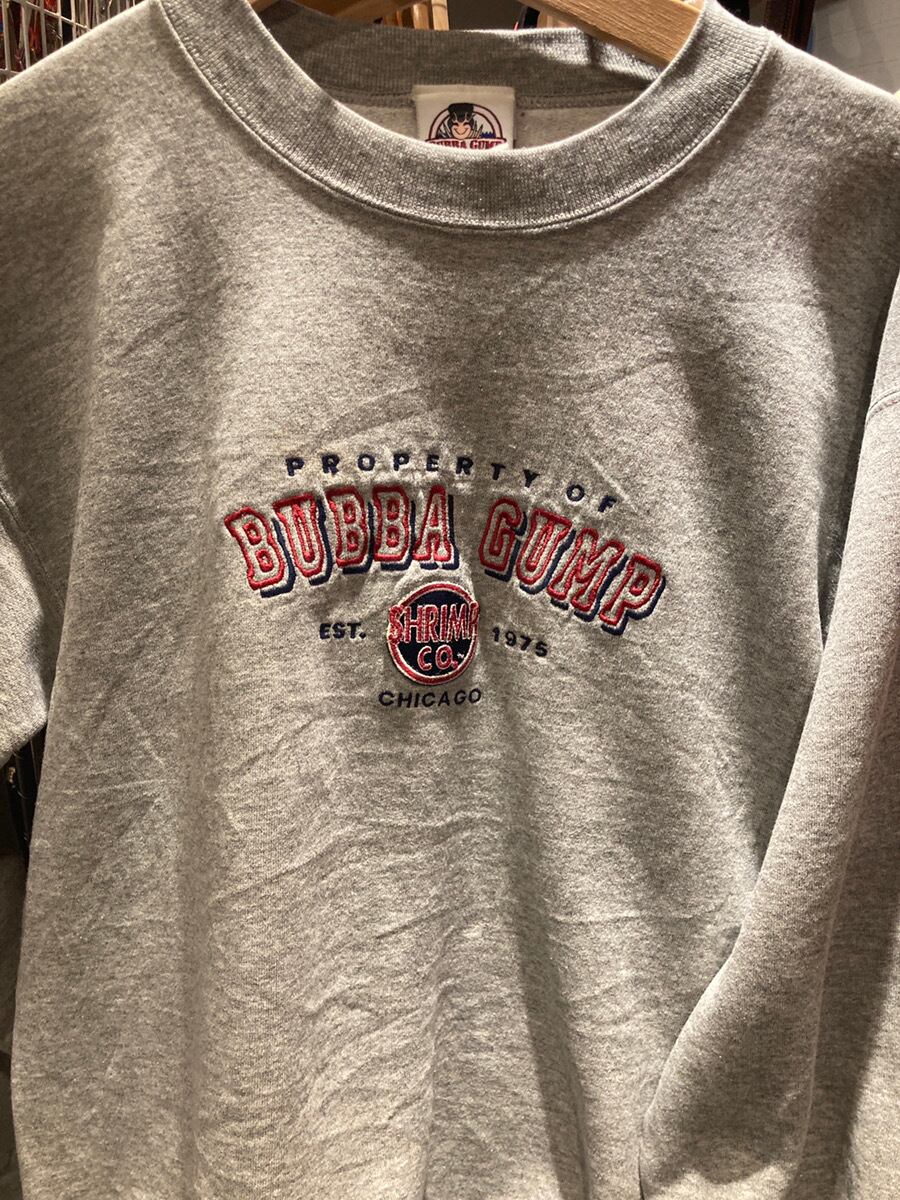 BUBBA GUMP
PROPERTY OF
BUBBA GUMP
EST. SHRIMP CO. 1975
CHICAGO